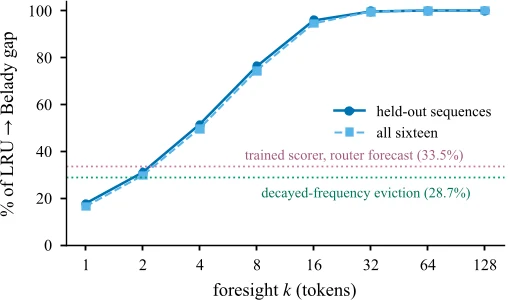 100
80
60
40
20
0
% of LRU → Belady gap
held-out sequences
all sixteen
trained scorer, router forecast (33.5%)
decayed-frequency eviction (28.7%)
1 2 4 8 16 32 64 128
foresight k (tokens)